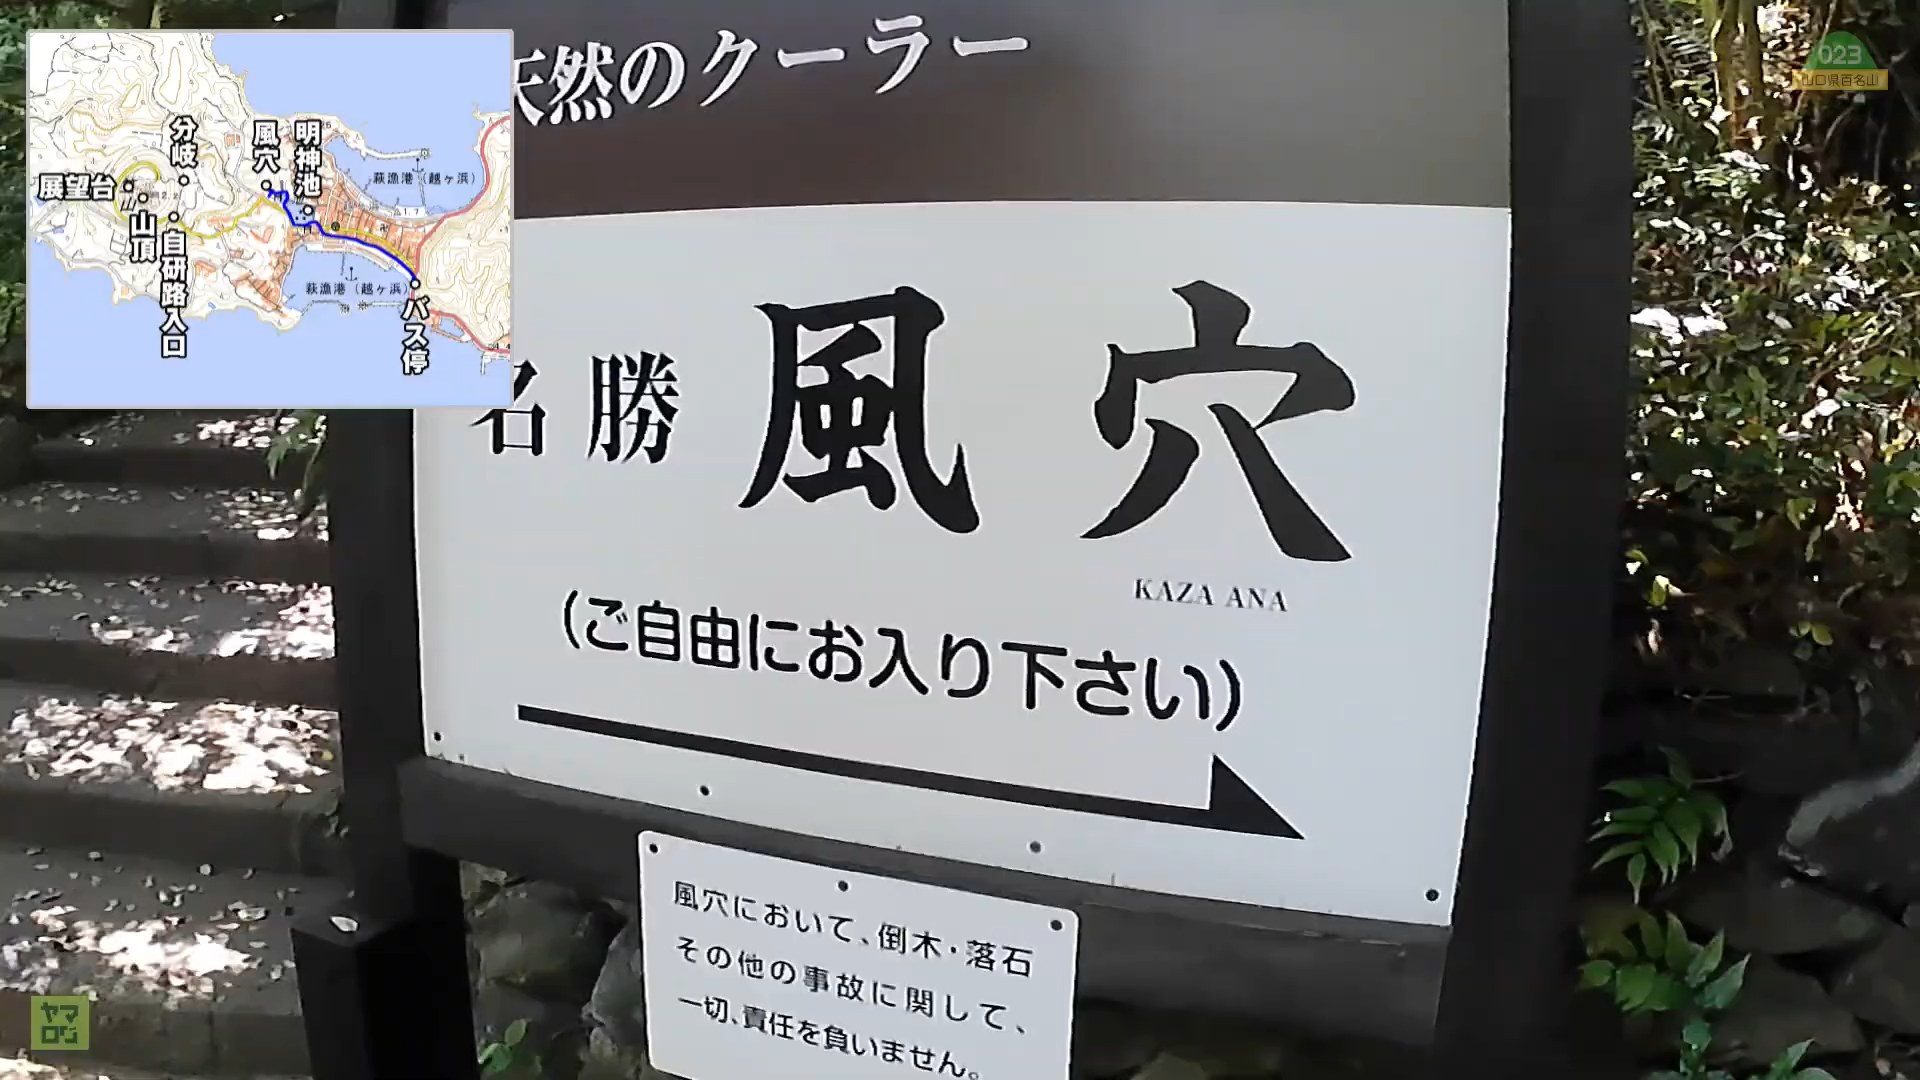 天然のクーラー
名勝 風穴
KAZA ANA
(ご自由にお入り下さい)
風穴において、倒木・落石
その他の事故に関して、
一切、責任を負いません。
分岐
風穴
明神池
展望台
山頂
自研路入口
バス停
萩漁港(越ヶ浜)
萩漁港(越ヶ浜)
023
山口県百名山
ヤマ
ログ